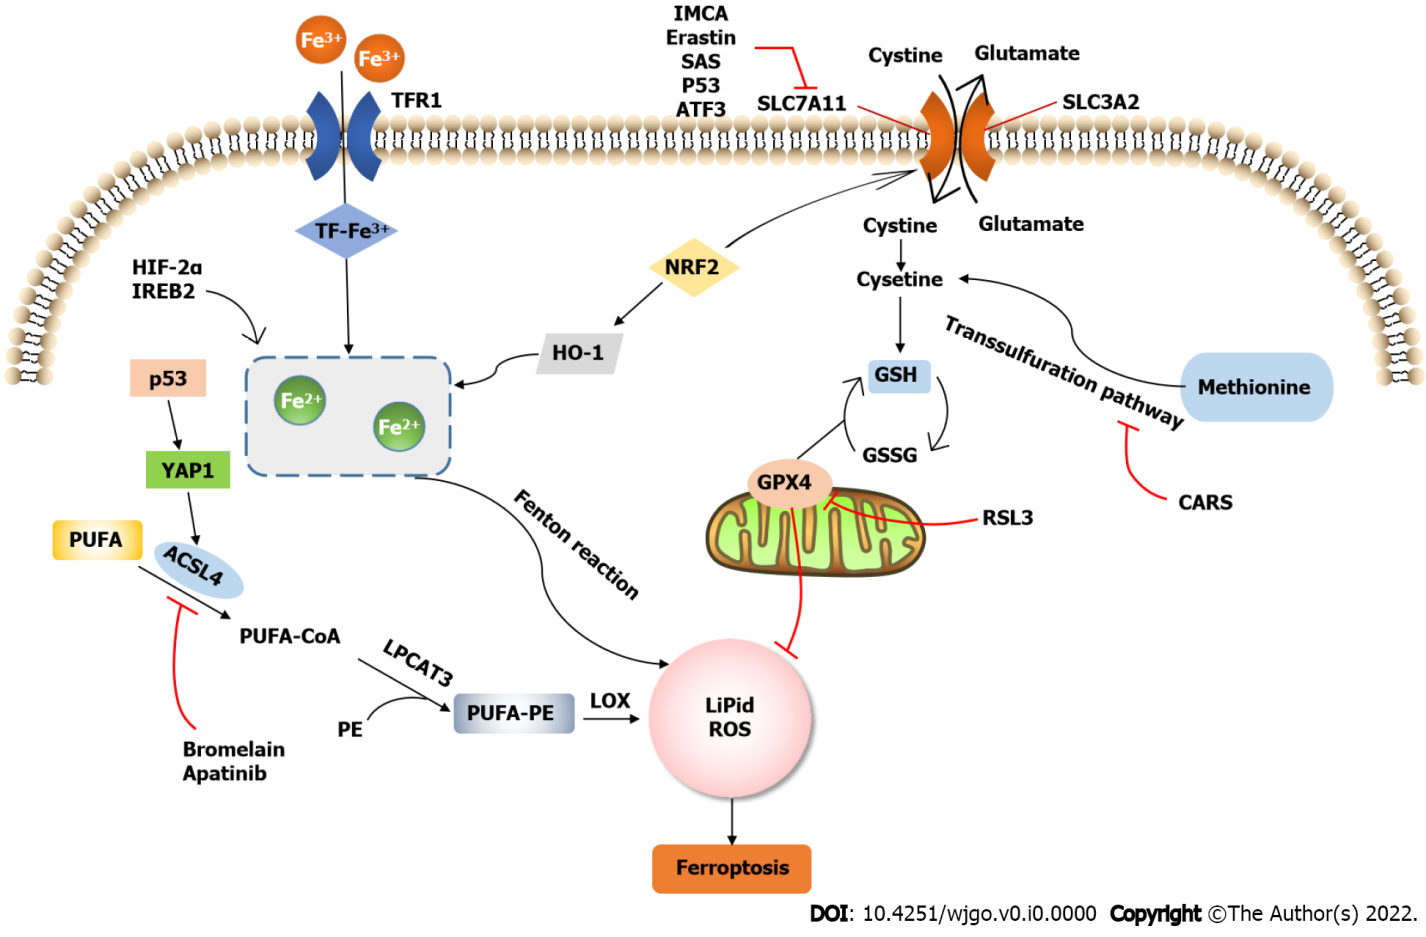 IMCA
Erastin
SAS
P53
ATF3
Fe3+
Fe3+
TFR1
SLC7A11
Cystine
Glutamate
SLC3A2
TF-Fe3+
Cystine
Glutamate
HIF-2α
IREB2
NRF2
Cysetine
Transsulfuration pathway
HO-1
p53
GSH
Methionine
Fe2+
Fe2+
YAP1
GSSG
GPX4
CARS
RSL3
Fenton reaction
PUFA
ACSL4
PUFA-CoA
LPCAT3
PE
PUFA-PE
LOX
LiPid
ROS
Bromelain
Apatinib
Ferroptosis
DOI: 10.4251/wjgo.v0.i0.0000 Copyright ©The Author(s) 2022.